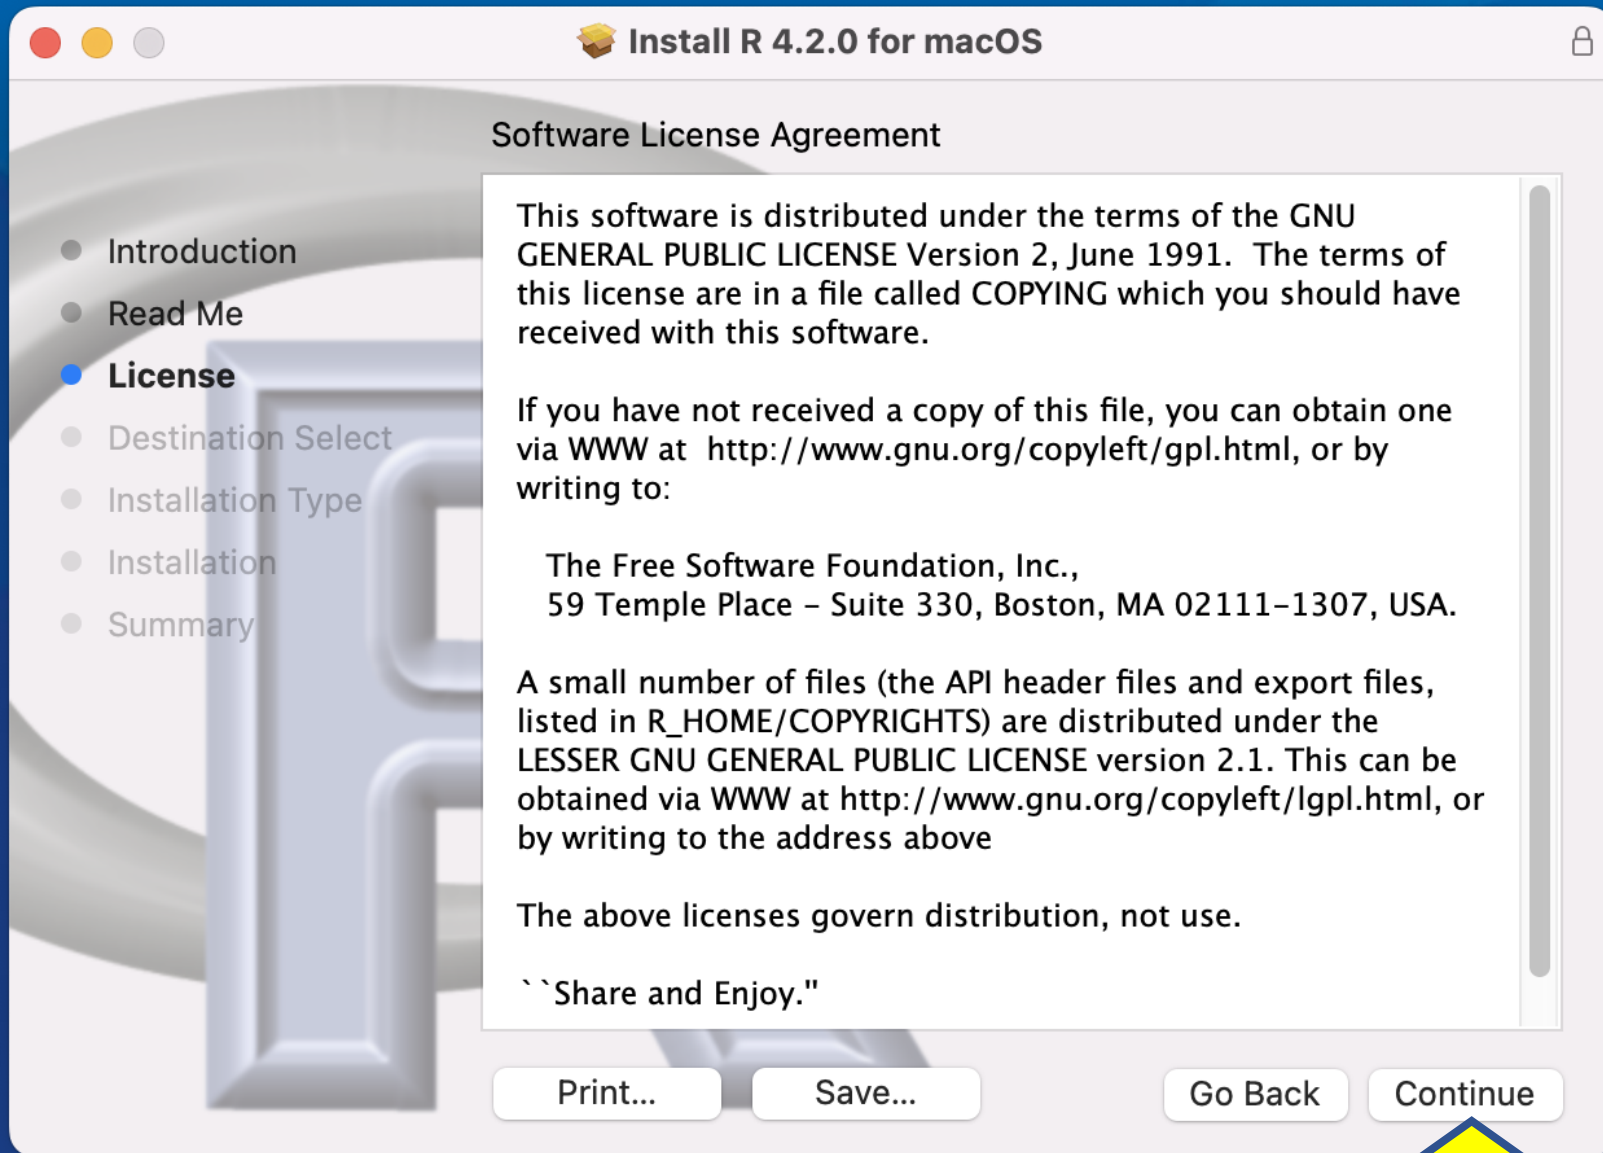 Install R 4.2.0 for macOS
Introduction
Read Me
License
Destination Select
Installation Type
Installation
Summary
Software License Agreement
This software is distributed under the terms of the GNU
GENERAL PUBLIC LICENSE Version 2, June 1991.  The terms of
this license are in a file called COPYING which you should have
received with this software.
If you have not received a copy of this file, you can obtain one
via WWW at  http://www.gnu.org/copyleft/gpl.html, or by
writing to:
The Free Software Foundation, Inc.,
59 Temple Place – Suite 330, Boston, MA 02111–1307, USA.
A small number of files (the API header files and export files,
listed in R_HOME/COPYRIGHTS) are distributed under the
LESSER GNU GENERAL PUBLIC LICENSE version 2.1. This can be
obtained via WWW at http://www.gnu.org/copyleft/lgpl.html, or
by writing to the address above
The above licenses govern distribution, not use.
``Share and Enjoy."
Print...
Save...
Go Back
Continue